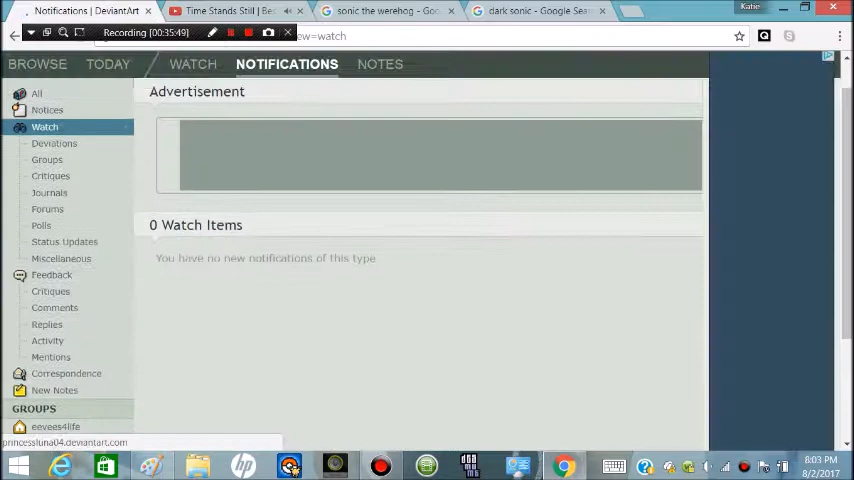 Notifications | DeviantArt
Time Stands Still | Be
sonic the werehog - Goo
dark sonic - Google Sea
Katie
Recording [00:35:49]
ew=watch
BROWSE TODAY WATCH NOTIFICATIONS NOTES
All
Notices
Watch
Deviations
Groups
Critiques
Journals
Forums
Polls
Status Updates
Miscellaneous
Feedback
Critiques
Comments
Replies
Activity
Mentions
Correspondence
New Notes
GROUPS
eevees4life
princessluna04.deviantart.com
Advertisement
0 Watch Items
You have no new notifications of this type
8:03 PM
8/2/2017